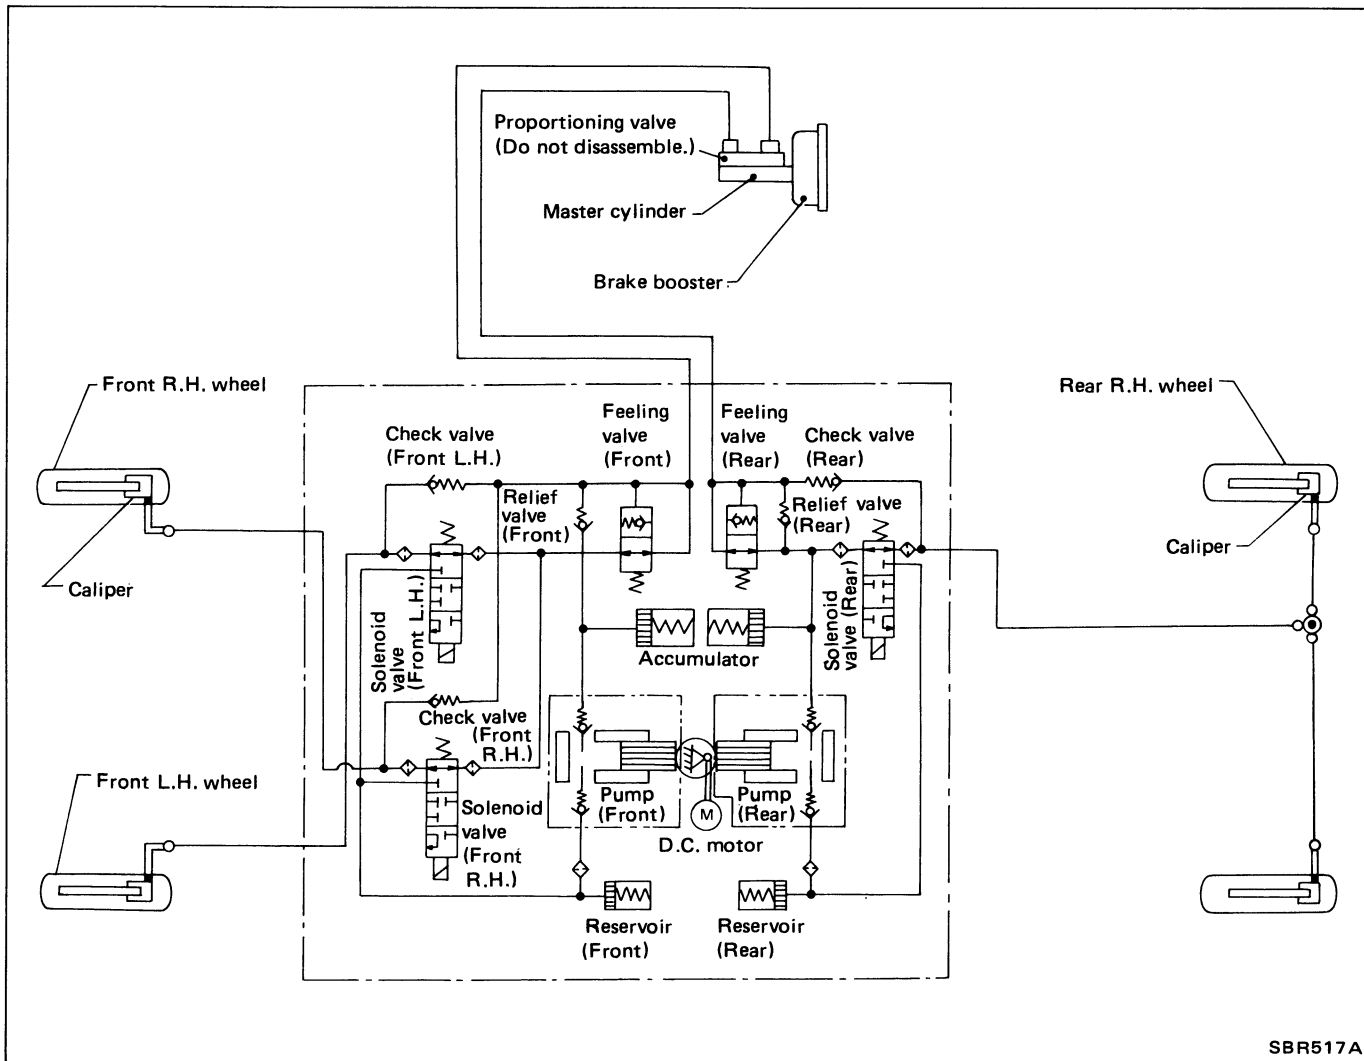 Proportioning valve
(Do not disassemble.)
Master cylinder
Brake booster
Front R.H. wheel
Rear R.H. wheel
Feeling
valve
(Front)
Feeling
valve
(Rear)
Check valve
(Front L.H.)
Check valve
(Rear)
Relief
valve
(Front)
Relief valve
(Rear)
Caliper
Caliper
Solenoid
valve
(Front L.H.)
Solenoid
valve (Rear)
Accumulator
Check valve
(Front
R.H.)
Front L.H. wheel
Solenoid
valve
(Front
R.H.)
Pump
(Front)
Pump
(Rear)
M
D.C. motor
Reservoir
(Front)
Reservoir
(Rear)
SBR517A